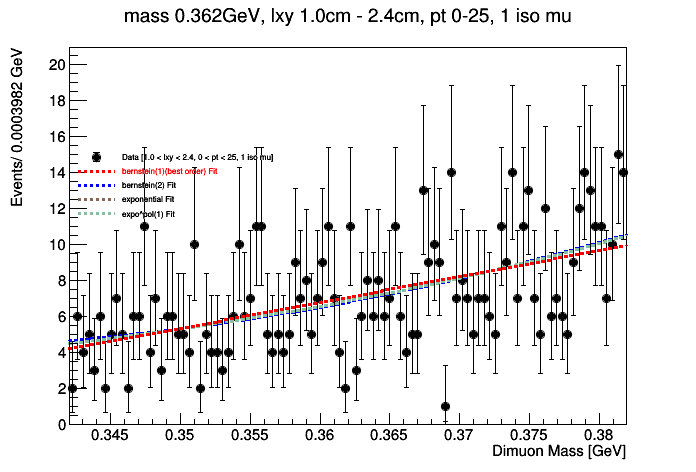 mass 0.362GeV, lxy 1.0cm - 2.4cm, pt 0-25, 1 iso mu
Events/ 0.0003982 GeV
20
18
16
14
12
10
8
6
4
2
0
Data [1.0 < lxy < 2.4, 0 < pt < 25, 1 iso mu]
bernstein(1)(best order) Fit
bernstein(2) Fit
exponential Fit
expo*pol(1) Fit
0.345 0.35 0.355 0.36 0.365 0.37 0.375 0.38
Dimuon Mass [GeV]